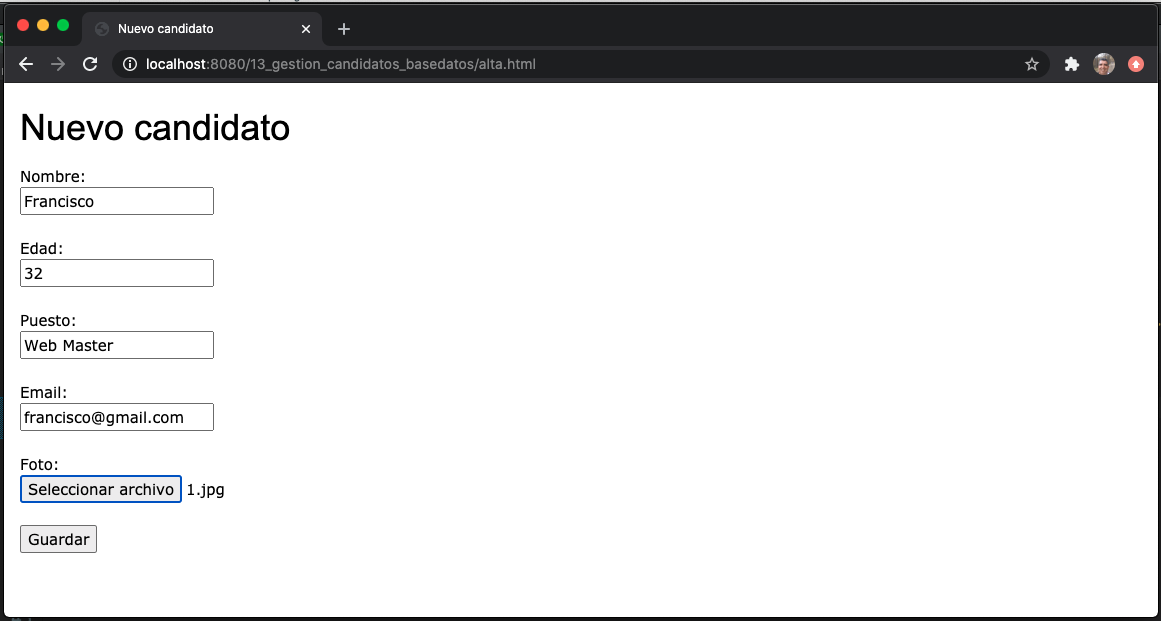 Nuevo candidato
localhost:8080/13_gestion_candidatos_basedatos/alta.html
Nuevo candidato
Nombre:
Francisco
Edad:
32
Puesto:
Web Master
Email:
francisco@gmail.com
Foto:
Seleccionar archivo 1.jpg
Guardar